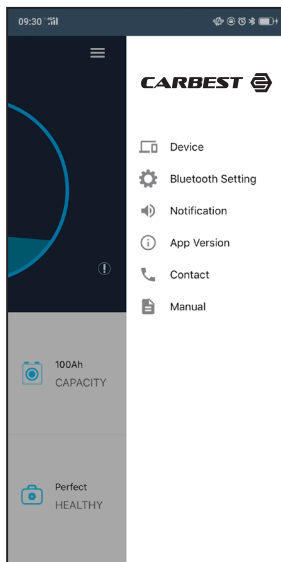 09:30
CARBEST
Device
Bluetooth Setting
Notification
App Version
Contact
Manual
100Ah
CAPACITY
Perfect
HEALTHY